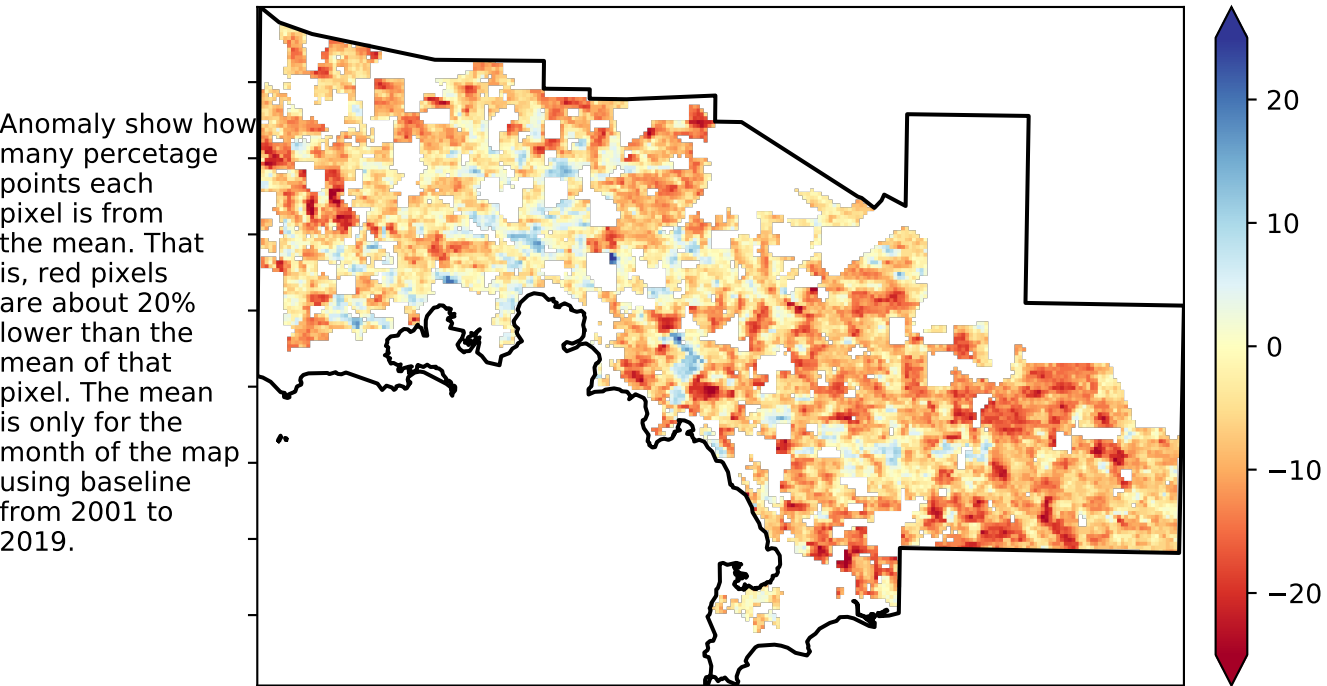 Anomaly show how
many percetage
points each
pixel is from
the mean. That
is, red pixels
are about 20%
lower than the
mean of that
pixel. The mean
is only for the
month of the map
using baseline
from 2001 to
2019.
20
10
0
−10
−20